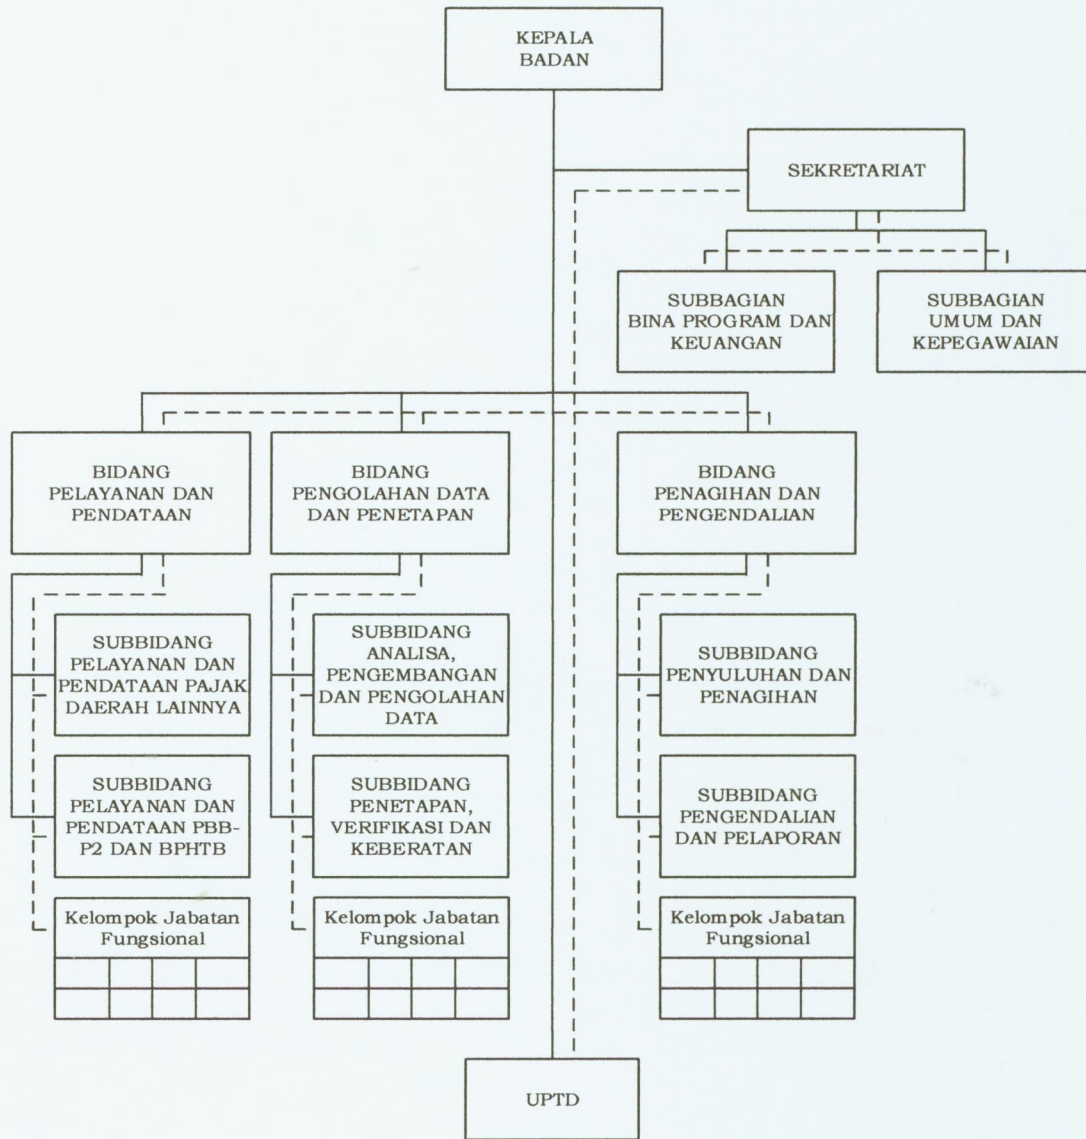 KEPALA
BADAN
SEKRETARIAT
SUBBAGIAN
BINA PROGRAM DAN
KEUANGAN
SUBBAGIAN
UMUM DAN
KEPEGAWAIAN
BIDANG
PELAYANAN DAN
PENDATAAN
BIDANG
PENGOLAHAN DATA
DAN PENETAPAN
BIDANG
PENAGIHAN DAN
PENGENDALIAN
SUBBIDANG
PELAYANAN DAN
PENDATAAN PAJAK
DAERAH LAINNYA
SUBBIDANG
ANALISA,
PENGEMBANGAN
DAN PENGOLAHAN
DATA
SUBBIDANG
PENYULUHAN DAN
PENAGIHAN
SUBBIDANG
PELAYANAN DAN
PENDATAAN PBB-
P2 DAN BPHTB
SUBBIDANG
PENETAPAN,
VERIFIKASI DAN
KEBERATAN
SUBBIDANG
PENGENDALIAN
DAN PELAPORAN
Kelompok Jabatan
Fungsional
Kelompok Jabatan
Fungsional
Kelompok Jabatan
Fungsional
UPTD